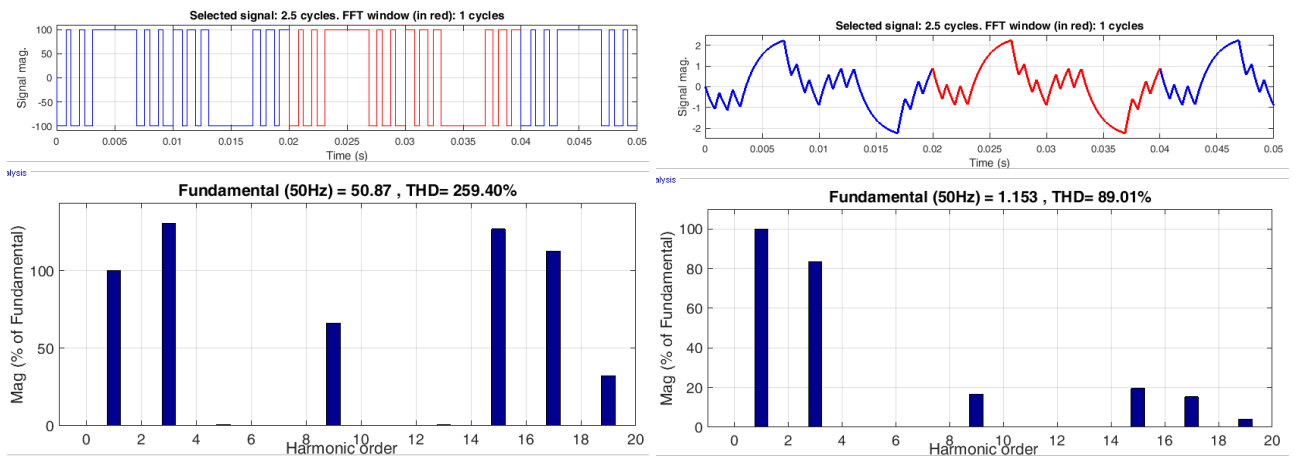 Selected signal: 2.5 cycles. FFT window (in red): 1 cycles
Signal mag.
100
50
0
-50
-100
0 0.005 0.01 0.015 0.02 0.025 0.03 0.035 0.04 0.045 0.05
Time (s)
alysis
Fundamental (50Hz) = 50.87 , THD= 259.40%
Mag (% of Fundamental)
100
50
0
0 2 4 6 8 10 12 14 16 18 20
Harmonic order
Selected signal: 2.5 cycles. FFT window (in red): 1 cycles
Signal mag.
2
1
0
-1
-2
0 0.005 0.01 0.015 0.02 0.025 0.03 0.035 0.04 0.045 0.05
Time (s)
alysis
Fundamental (50Hz) = 1.153 , THD= 89.01%
Mag (% of Fundamental)
100
80
60
40
20
0
0 2 4 6 8 10 12 14 16 18 20
Harmonic order